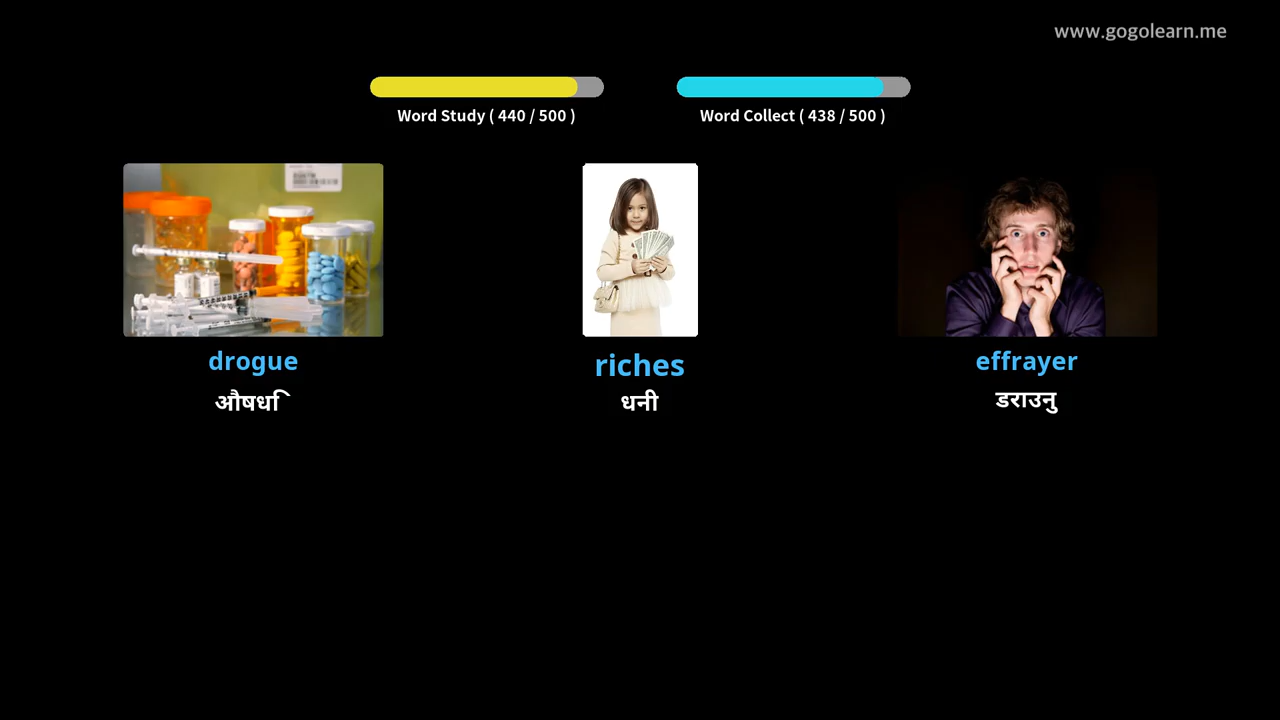 www.gogolearn.me
Word Study ( 440 / 500 )
Word Collect ( 438 / 500 )
drogue
riches
effrayer
औषधि
धनी
डराउनु